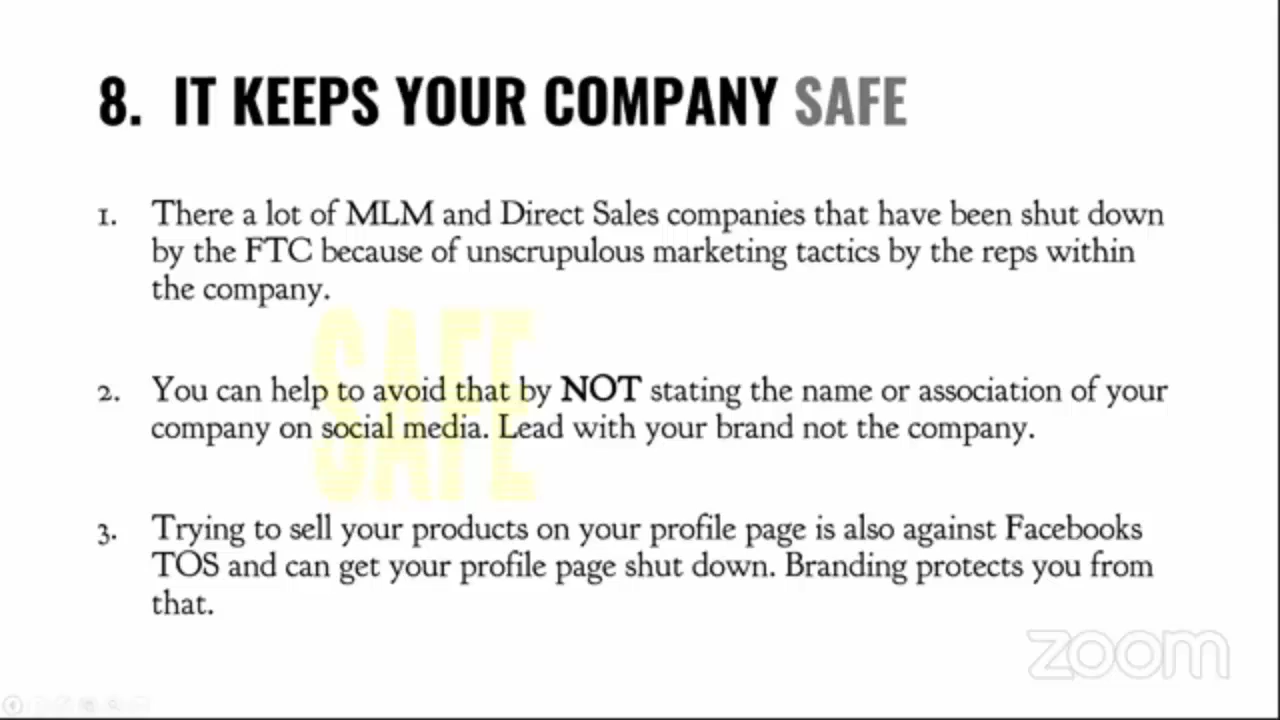 8. IT KEEPS YOUR COMPANY SAFE
1. There a lot of MLM and Direct Sales companies that have been shut down
by the FTC because of unscrupulous marketing tactics by the reps within
the company.
SAFE
2. You can help to avoid that by NOT stating the name or association of your
company on social media. Lead with your brand not the company.
3. Trying to sell your products on your profile page is also against Facebooks
TOS and can get your profile page shut down. Branding protects you from
that.
zoom